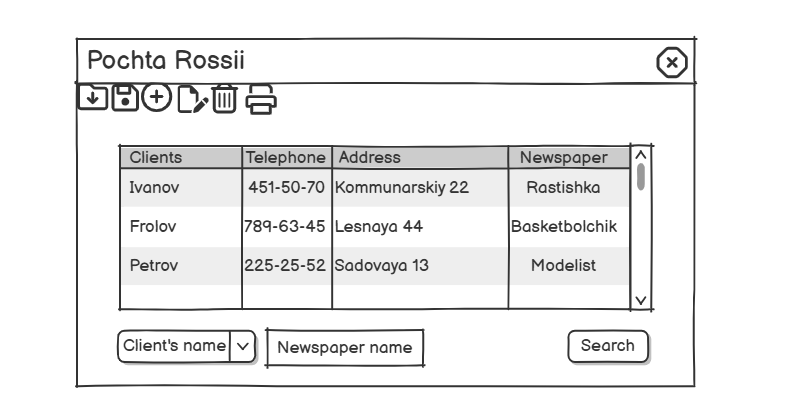 Pochta Rossii
Clients Telephone Address Newspaper
Ivanov 451-50-70 Kommunarskiy 22 Rastishka
Frolov 789-63-45 Lesnaya 44 Basketbolchik
Petrov 225-25-52 Sadovaya 13 Modelist
Client's name Newspaper name Search